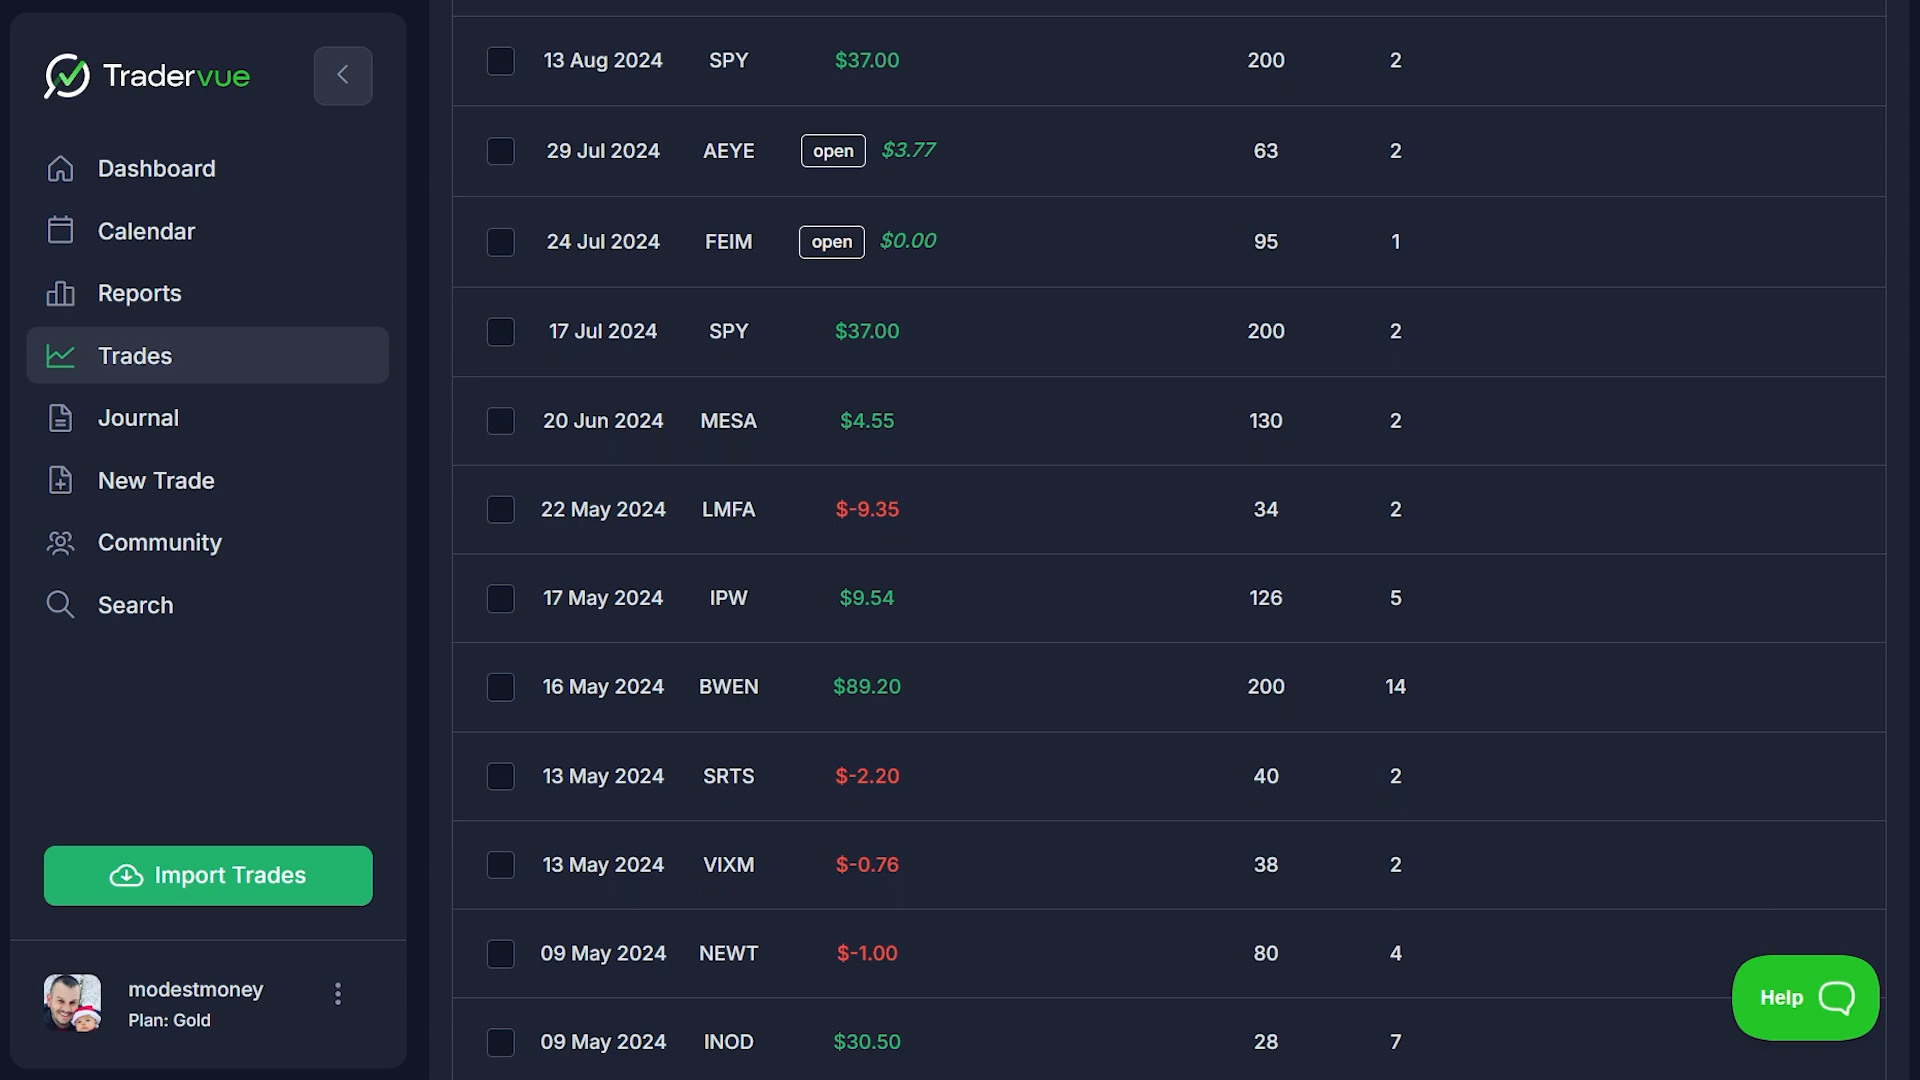 Tradervue
Dashboard
Calendar
Reports
Trades
Journal
New Trade
Community
Search
Import Trades
modestmoney
Plan: Gold
13 Aug 2024 SPY $37.00 200 2
29 Jul 2024 AEYE open $3.77 63 2
24 Jul 2024 FEIM open $0.00 95 1
17 Jul 2024 SPY $37.00 200 2
20 Jun 2024 MESA $4.55 130 2
22 May 2024 LMFA $-9.35 34 2
17 May 2024 IPW $9.54 126 5
16 May 2024 BWEN $89.20 200 14
13 May 2024 SRTS $-2.20 40 2
13 May 2024 VIXM $-0.76 38 2
09 May 2024 NEWT $-1.00 80 4
09 May 2024 INOD $30.50 28 7
Help